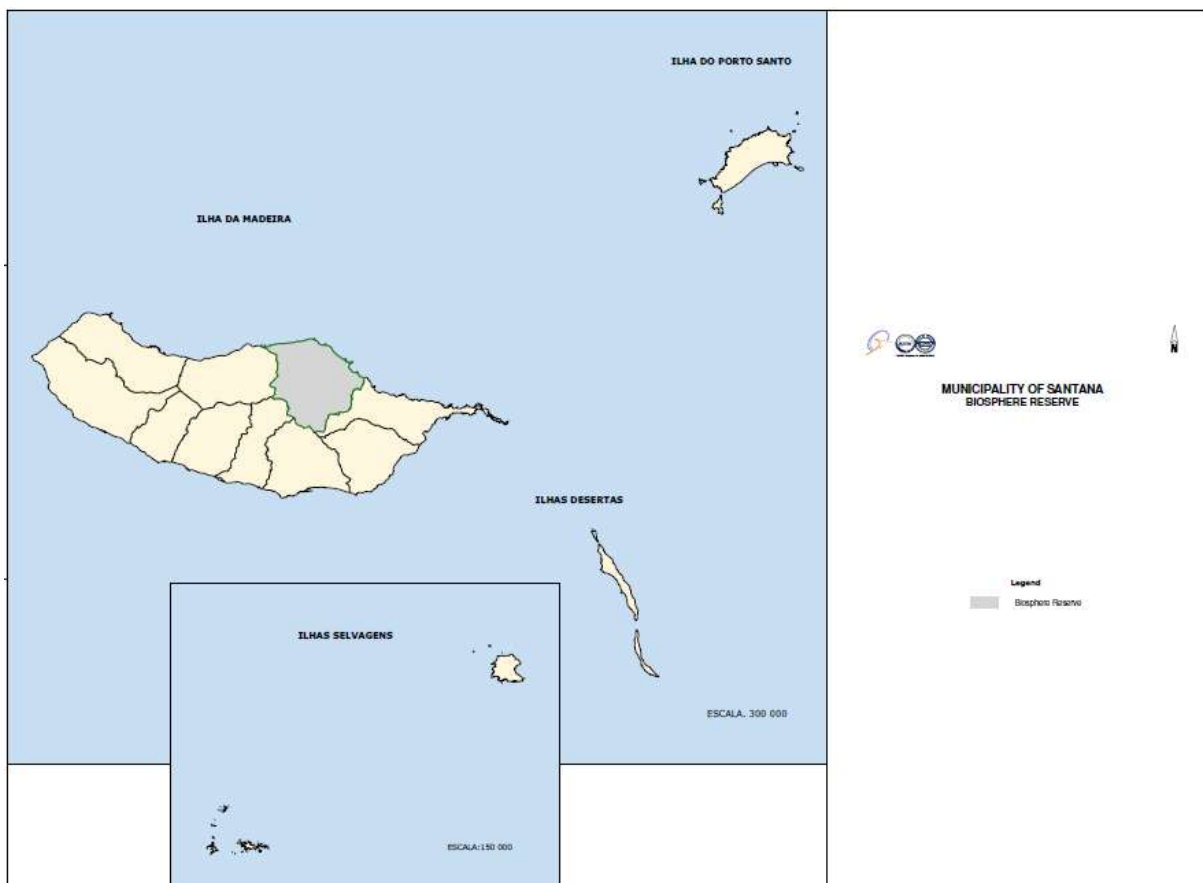 ILHA DO PORTO SANTO
ILHA DA MADEIRA
ILHAS DESERTAS
ILHAS SELVAGENS
ESCALA. 300 000
ESCALA:150 000
N
MUNICIPALITY OF SANTANA
BIOSPHERE RESERVE
Legend
Biosphere Reserve